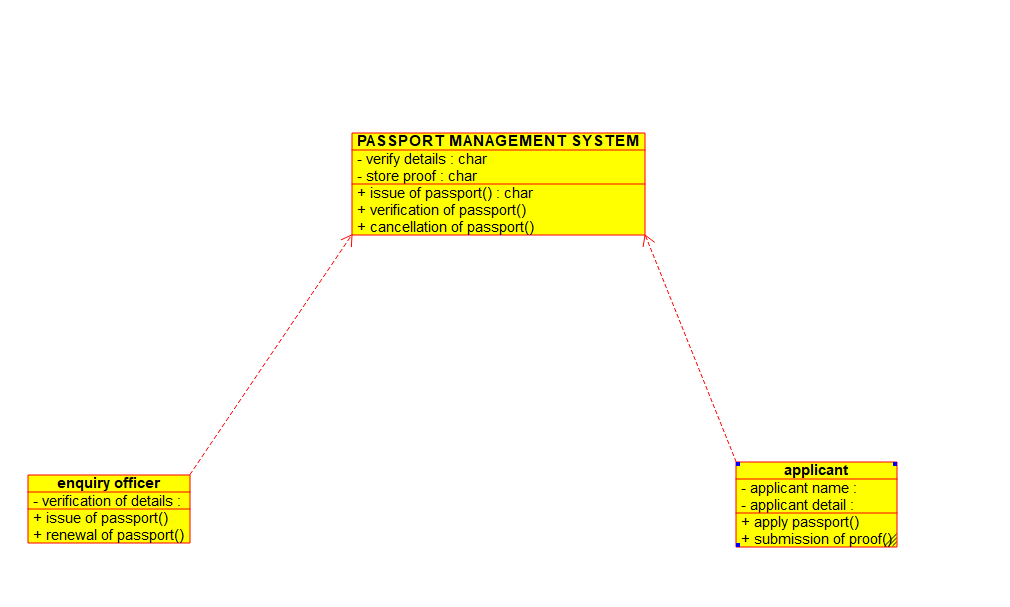 PASSPORT MANAGEMENT SYSTEM
- verify details : char
- store proof : char
+ issue of passport() : char
+ verification of passport()
+ cancellation of passport()
enquiry officer
- verification of details :
+ issue of passport()
+ renewal of passport()
applicant
- applicant name :
- applicant detail :
+ apply passport()
+ submission of proof()